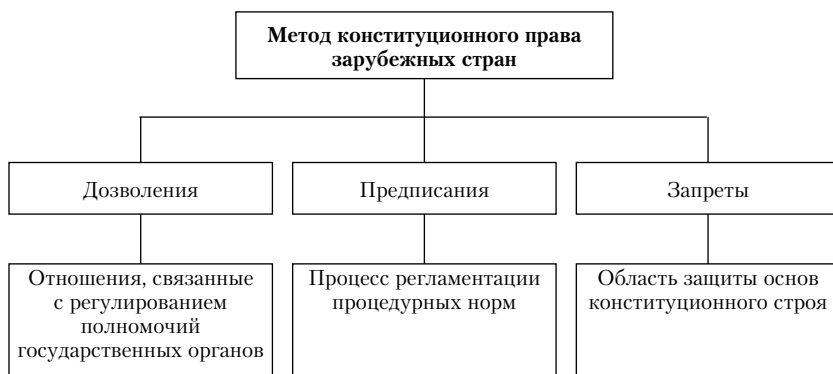 Метод конституционного права
зарубежных стран
Дозволения
Предписания
Запреты
Отношения, связанные
с регулированием
полномочий
государственных органов
Процесс регламентации
процедурных норм
Область защиты основ
конституционного строя